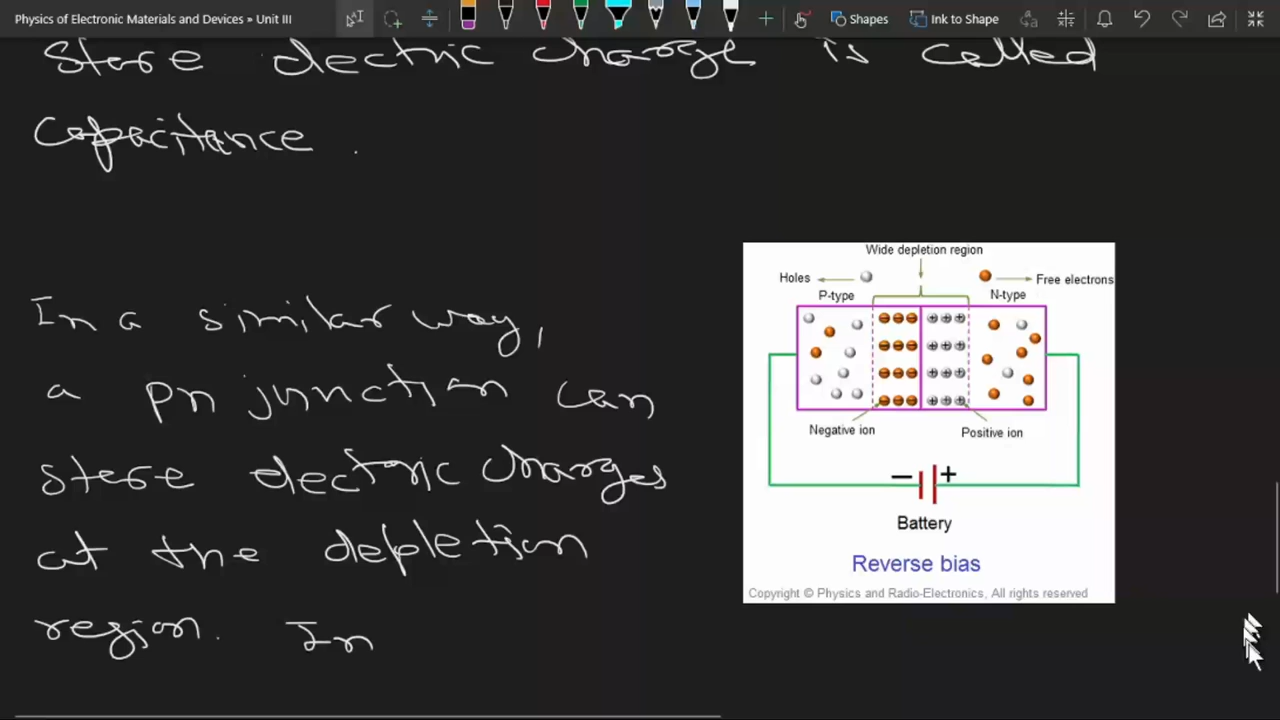 Physics of Electronic Materials and Devices » Unit III
Shapes
Ink to Shape
store electric charge is called
capacitance.
In a similar way,
a pn junction can
store electric charges
at the depletion
region. In
Wide depletion region
Holes
Free electrons
P-type
N-type
Negative ion
Positive ion
− +
Battery
Reverse bias
Copyright © Physics and Radio-Electronics, All rights reserved